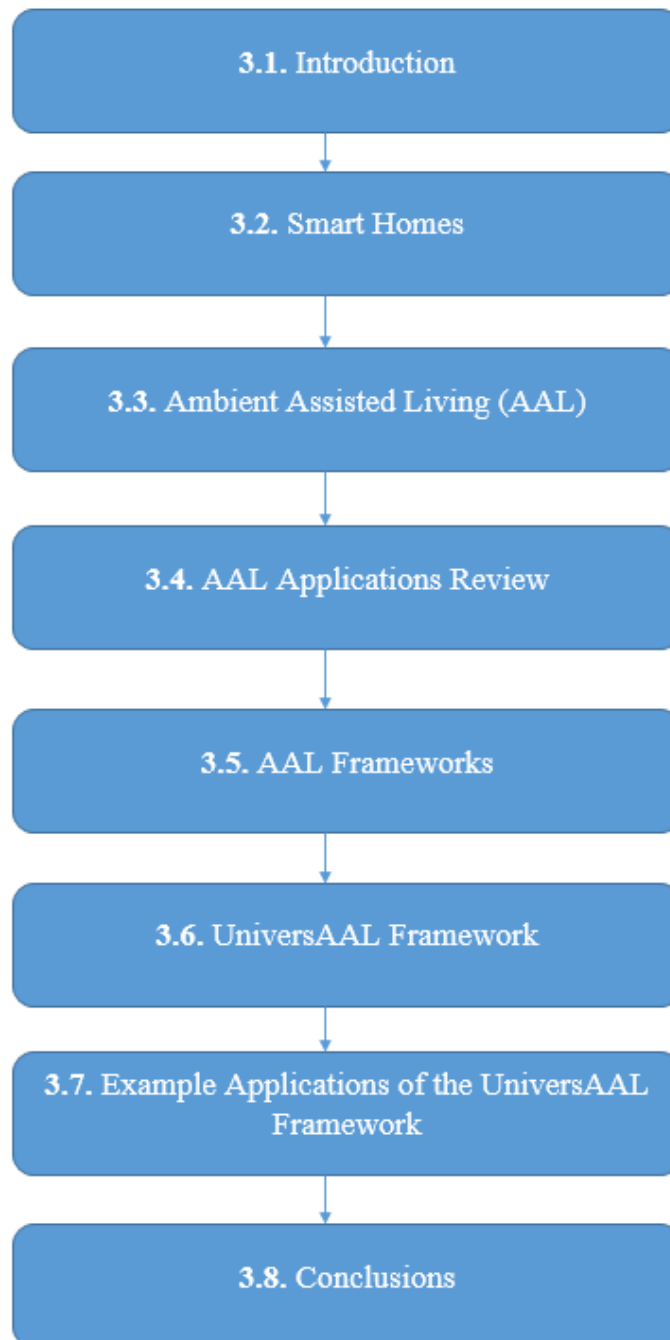 3.1. Introduction
3.2. Smart Homes
3.3. Ambient Assisted Living (AAL)
3.4. AAL Applications Review
3.5. AAL Frameworks
3.6. UniversAAL Framework
3.7. Example Applications of the UniversAAL
Framework
3.8. Conclusions